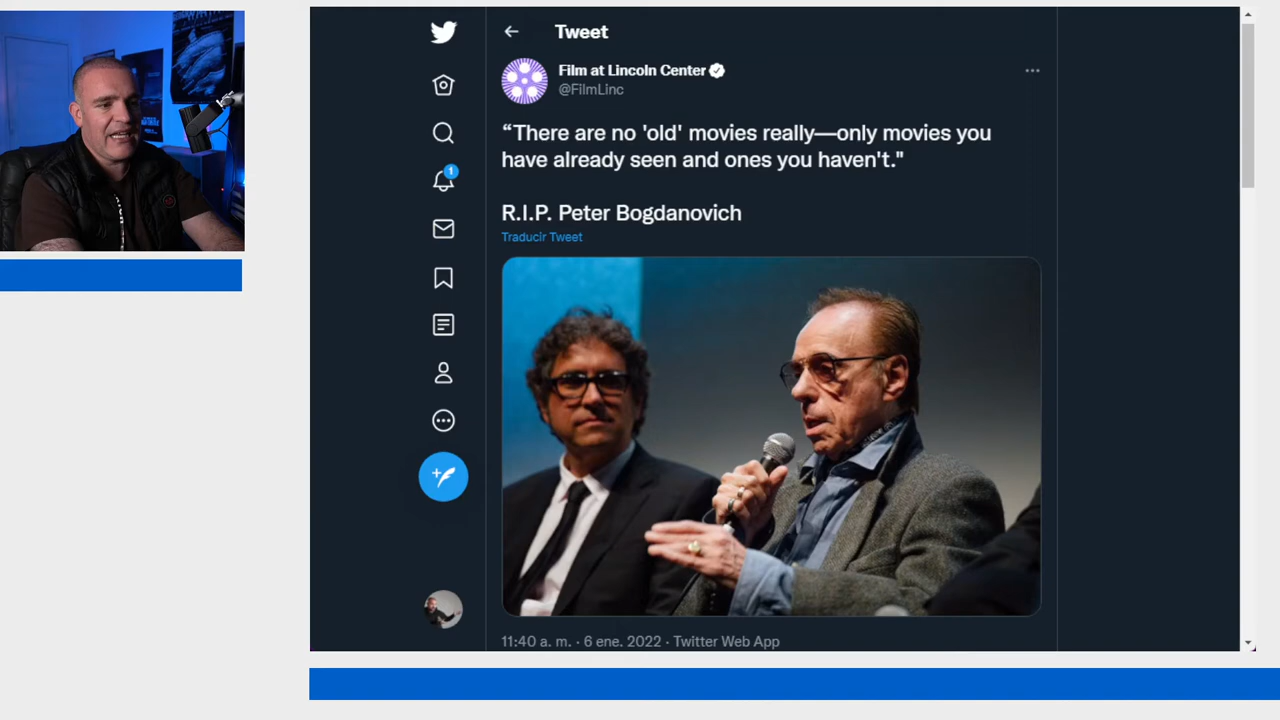 Tweet
Film at Lincoln Center
@FilmLinc
“There are no 'old' movies really—only movies you
have already seen and ones you haven't."
R.I.P. Peter Bogdanovich
Traducir Tweet
1
11:40 a. m. · 6 ene. 2022 · Twitter Web App